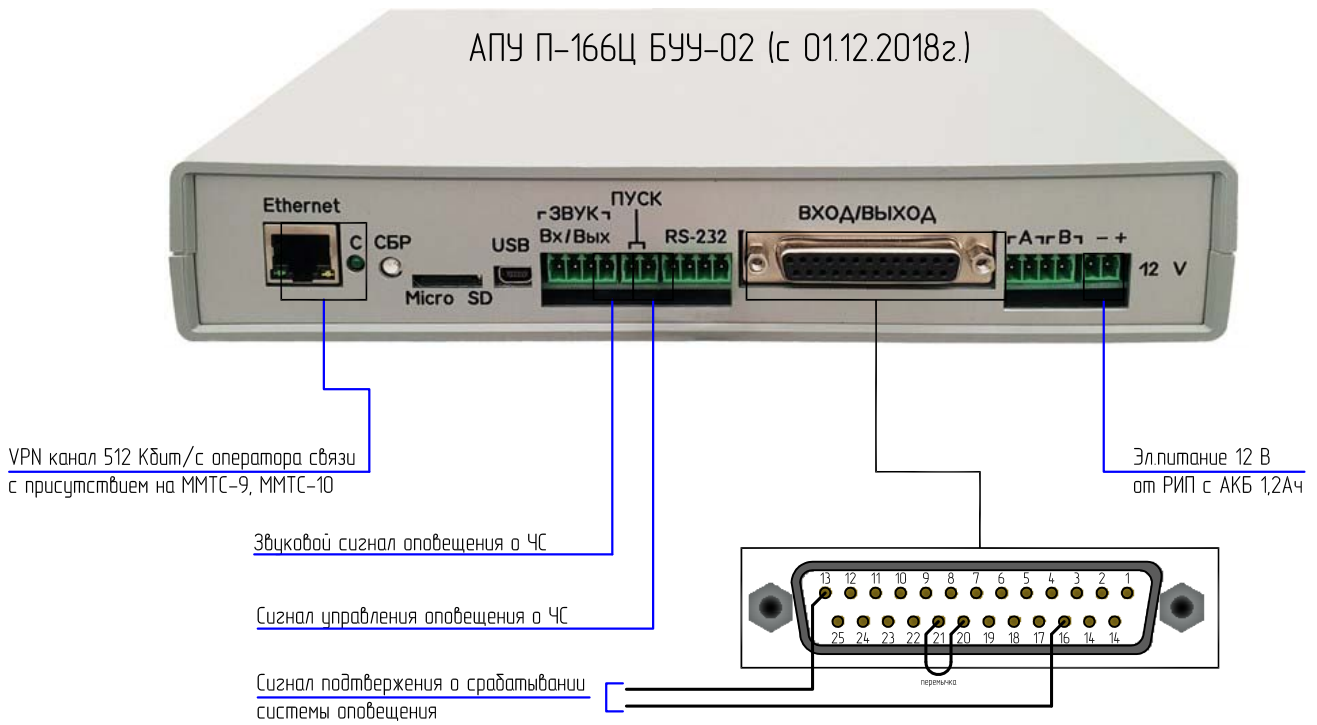 АПУ П-166Ц БУУ-02 (с 01.12.2018г.)
Ethernet
С
СБР
Micro SD
USB
ЗВУК
Вх/Вых
ПУСК
RS-232
ВХОД/ВЫХОД
А В - +
12 V
VPN канал 512 Кбит/с оператора связи
с присутствием на ММТС-9, ММТС-10
Эл.питание 12 В
от РИП с АКБ 1,2Ач
Звуковой сигнал оповещения о ЧС
Сигнал управления оповещения о ЧС
Сигнал подтвержения о срабатывании
системы оповещения
13 12 11 10 9 8 7 6 5 4 3 2 1
25 24 23 22 21 20 19 18 17 16 14 14
перемычка